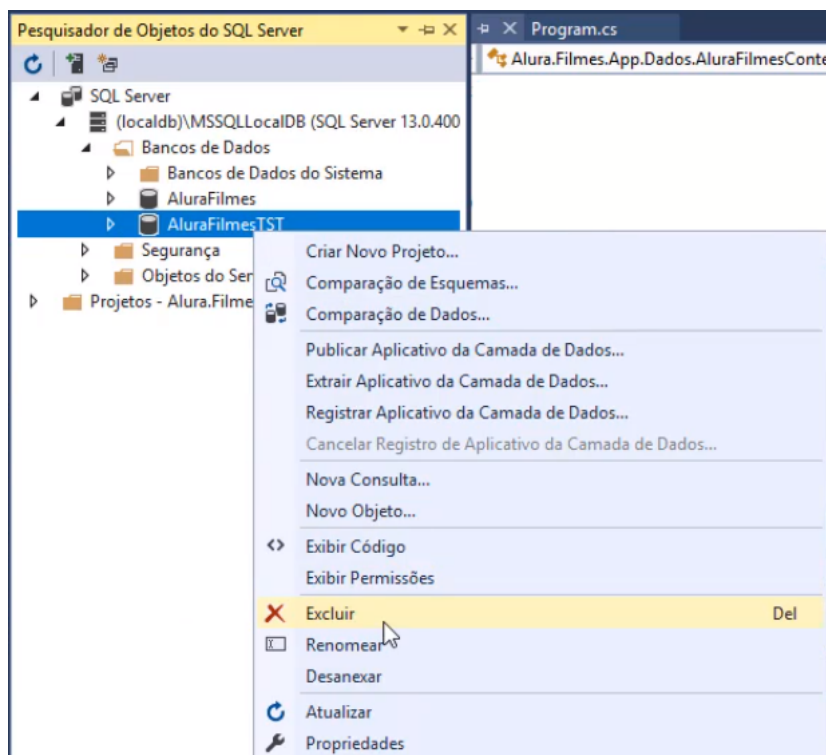 Pesquisador de Objetos do SQL Server
Program.cs
Alura.Filmes.App.Dados.AluraFilmesConte
SQL Server
(localdb)\MSSQLLocalDB (SQL Server 13.0.400
Bancos de Dados
Bancos de Dados do Sistema
AluraFilmes
AluraFilmesTST
Segurança
Objetos do Ser
Projetos - Alura.Filme
Criar Novo Projeto...
Comparação de Esquemas...
Comparação de Dados...
Publicar Aplicativo da Camada de Dados...
Extrair Aplicativo da Camada de Dados...
Registrar Aplicativo da Camada de Dados...
Cancelar Registro de Aplicativo da Camada de Dados...
Nova Consulta...
Novo Objeto...
Exibir Código
Exibir Permissões
Excluir Del
Renomear
Desanexar
Atualizar
Propriedades